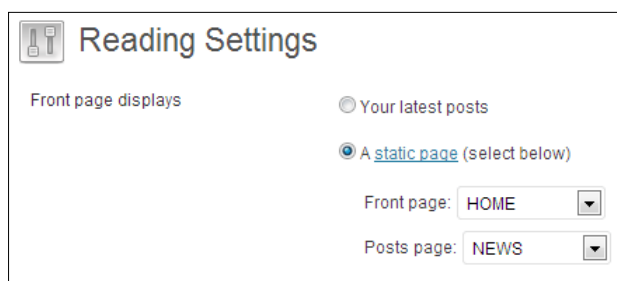 Reading Settings
Front page displays
Your latest posts
A static page (select below)
Front page: HOME
Posts page: NEWS